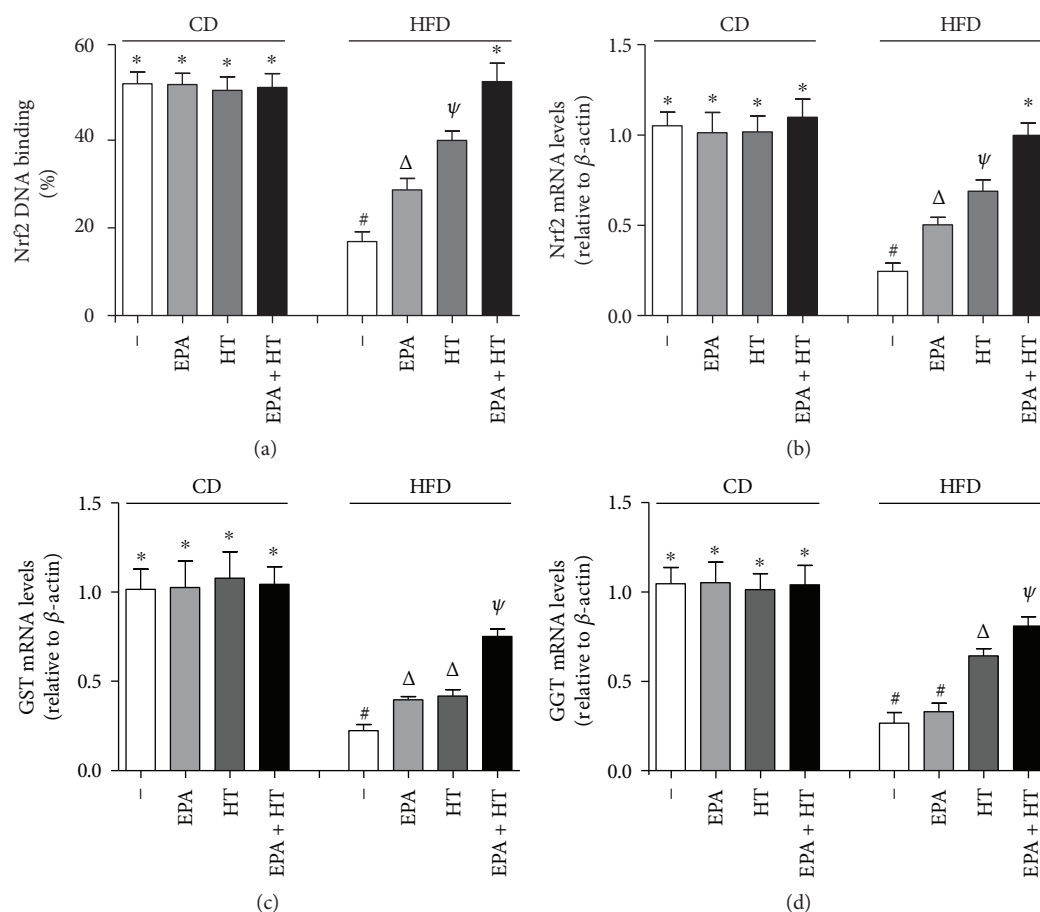 CD HFD
60
40
20
0
Nrf2 DNA binding
(%)
* * * *
# Δ ψ *
– EPA HT EPA + HT – EPA HT EPA + HT
(a)
CD HFD
1.5
1.0
0.5
0.0
Nrf2 mRNA levels
(relative to β-actin)
* * * *
# Δ ψ *
– EPA HT EPA + HT – EPA HT EPA + HT
(b)
CD HFD
1.5
1.0
0.5
0.0
GST mRNA levels
(relative to β-actin)
* * * *
# Δ Δ ψ
– EPA HT EPA + HT – EPA HT EPA + HT
(c)
CD HFD
1.5
1.0
0.5
0.0
GGT mRNA levels
(relative to β-actin)
* * * *
# # Δ ψ
– EPA HT EPA + HT – EPA HT EPA + HT
(d)